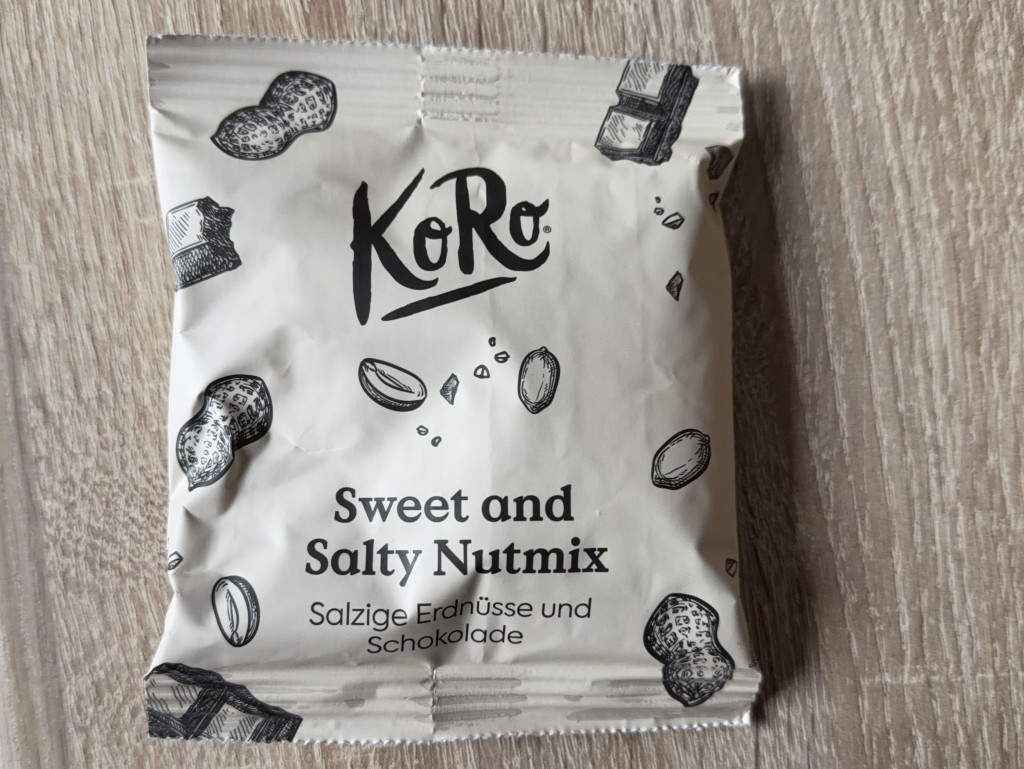 KoRo®
Sweet and
Salty Nutmix
Salzige Erdnüsse und
Schokolade